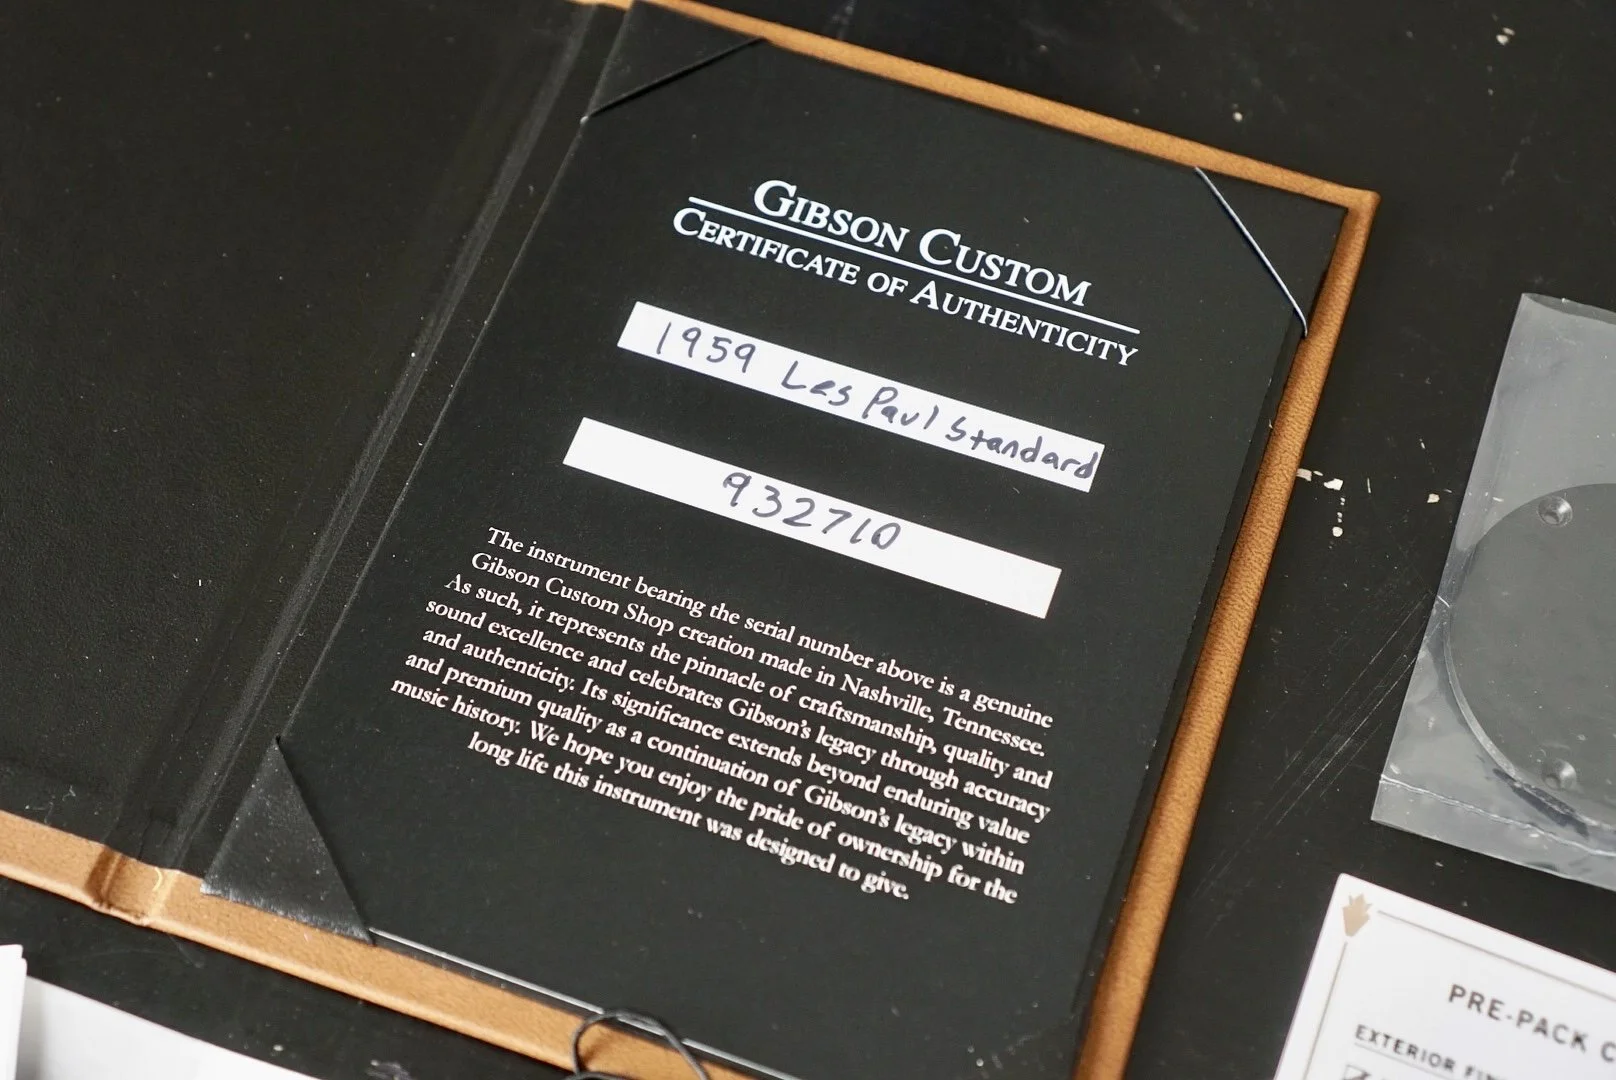 GIBSON CUSTOM
CERTIFICATE OF AUTHENTICITY
1959 Les Paul Standard
932710
The instrument bearing the serial number above is a genuine
Gibson Custom Shop creation made in Nashville, Tennessee.
As such, it represents the pinnacle of craftsmanship, quality and
sound excellence and celebrates Gibson's legacy through accuracy
and authenticity. Its significance extends beyond enduring value
and premium quality as a continuation of Gibson's legacy within
music history. We hope you enjoy the pride of ownership for the
long life this instrument was designed to give.
PRE-PACK
EXTERIOR